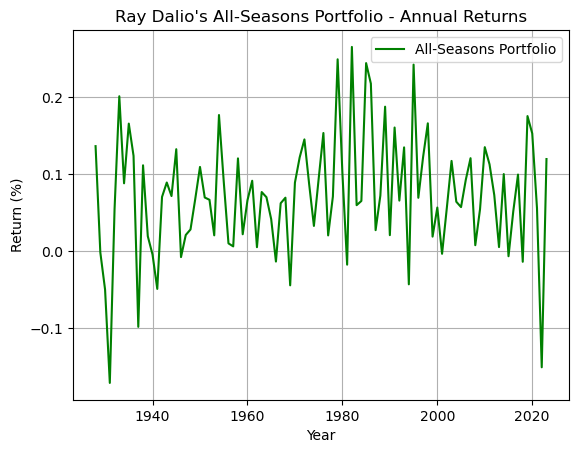 Ray Dalio's All-Seasons Portfolio - Annual Returns
All-Seasons Portfolio
Return (%)
0.2
0.1
0.0
−0.1
1940 1960 1980 2000 2020
Year